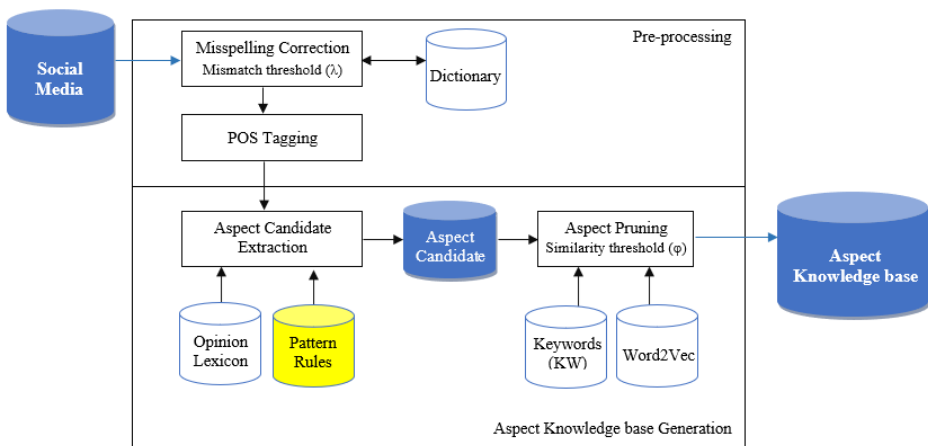 Social
Media
Misspelling Correction
Mismatch threshold (λ)
Dictionary
Pre-processing
POS Tagging
Aspect Candidate
Extraction
Aspect
Candidate
Aspect Pruning
Similarity threshold (φ)
Aspect
Knowledge base
Opinion
Lexicon
Pattern
Rules
Keywords
(KW)
Word2Vec
Aspect Knowledge base Generation